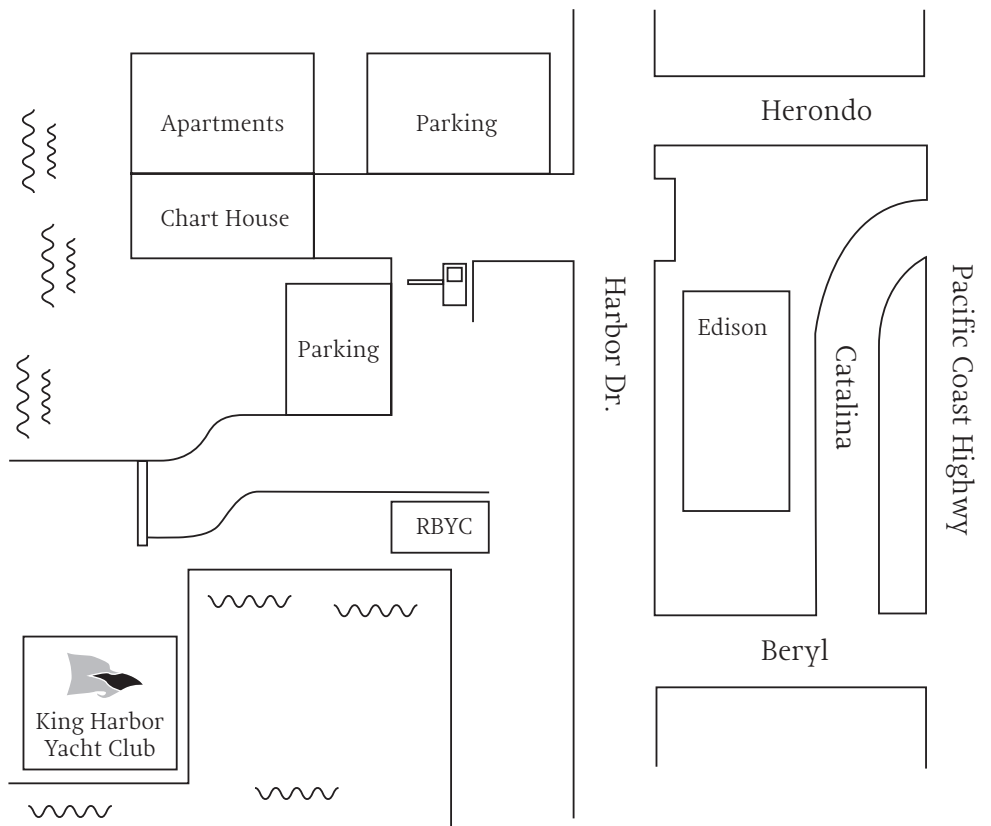 Herondo
Apartments
Parking
Chart House
Harbor Dr.
Pacific Coast Highwy
Edison
Parking
Catalina
RBYC
Beryl
King Harbor
Yacht Club